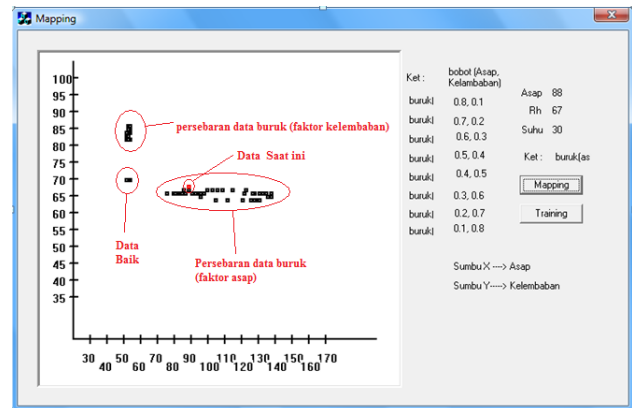 Mapping
100
95
90
85
80
75
70
65
60
55
50
45
40
35
30 40 50 60 70 80 90 100 110 120 130 140 150 160 170
persebaran data buruk (faktor kelembaban)
Data Saat ini
Data
Baik
Persebaran data buruk
(faktor asap)
Ket :
bobot (Asap,
Kelambaban)
buruk( 0.8, 0.1
buruk( 0.7, 0.2
buruk( 0.6, 0.3
buruk( 0.5, 0.4
buruk( 0.4, 0.5
buruk( 0.3, 0.6
buruk( 0.2, 0.7
buruk( 0.1, 0.8
Asap 88
Rh 67
Suhu 30
Ket : buruk(as
Mapping
Training
Sumbu X ----> Asap
Sumbu Y----> Kelembaban